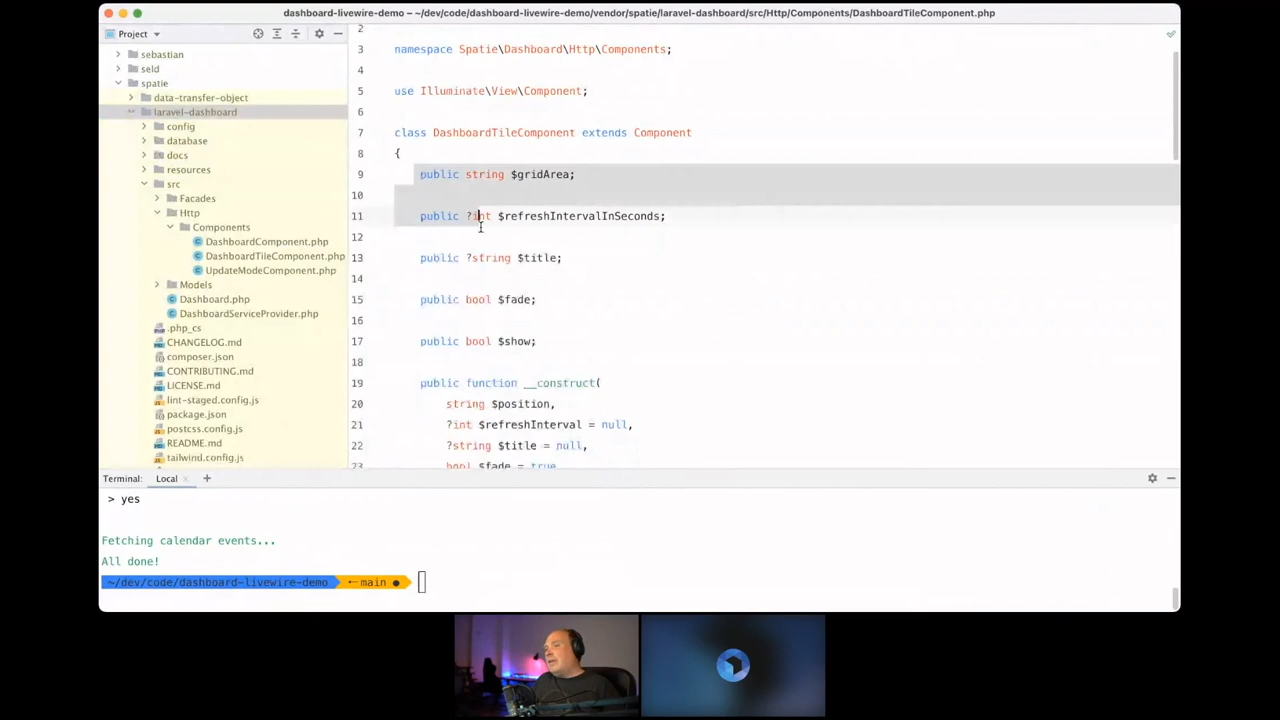 dashboard-livewire-demo – ~/dev/code/dashboard-livewire-demo/vendor/spatie/laravel-dashboard/src/Http/Components/DashboardTileComponent.php
Project
sebastian
seld
spatie
data-transfer-object
laravel-dashboard
config
database
docs
resources
src
Facades
Http
Components
DashboardComponent.php
DashboardTileComponent.php
UpdateModeComponent.php
Models
Dashboard.php
DashboardServiceProvider.php
.php_cs
CHANGELOG.md
composer.json
CONTRIBUTING.md
LICENSE.md
lint-staged.config.js
package.json
postcss.config.js
README.md
tailwind.config.js
2
3 namespace Spatie\Dashboard\Http\Components;
4
5 use Illuminate\View\Component;
6
7 class DashboardTileComponent extends Component
8 {
9 public string $gridArea;
10
11 public ?int $refreshIntervalInSeconds;
12
13 public ?string $title;
14
15 public bool $fade;
16
17 public bool $show;
18
19 public function __construct(
20 string $position,
21 ?int $refreshInterval = null,
22 ?string $title = null,
23 bool $fade = true,
Terminal: Local × +
> yes
Fetching calendar events...
All done!
~/dev/code/dashboard-livewire-demo main ●